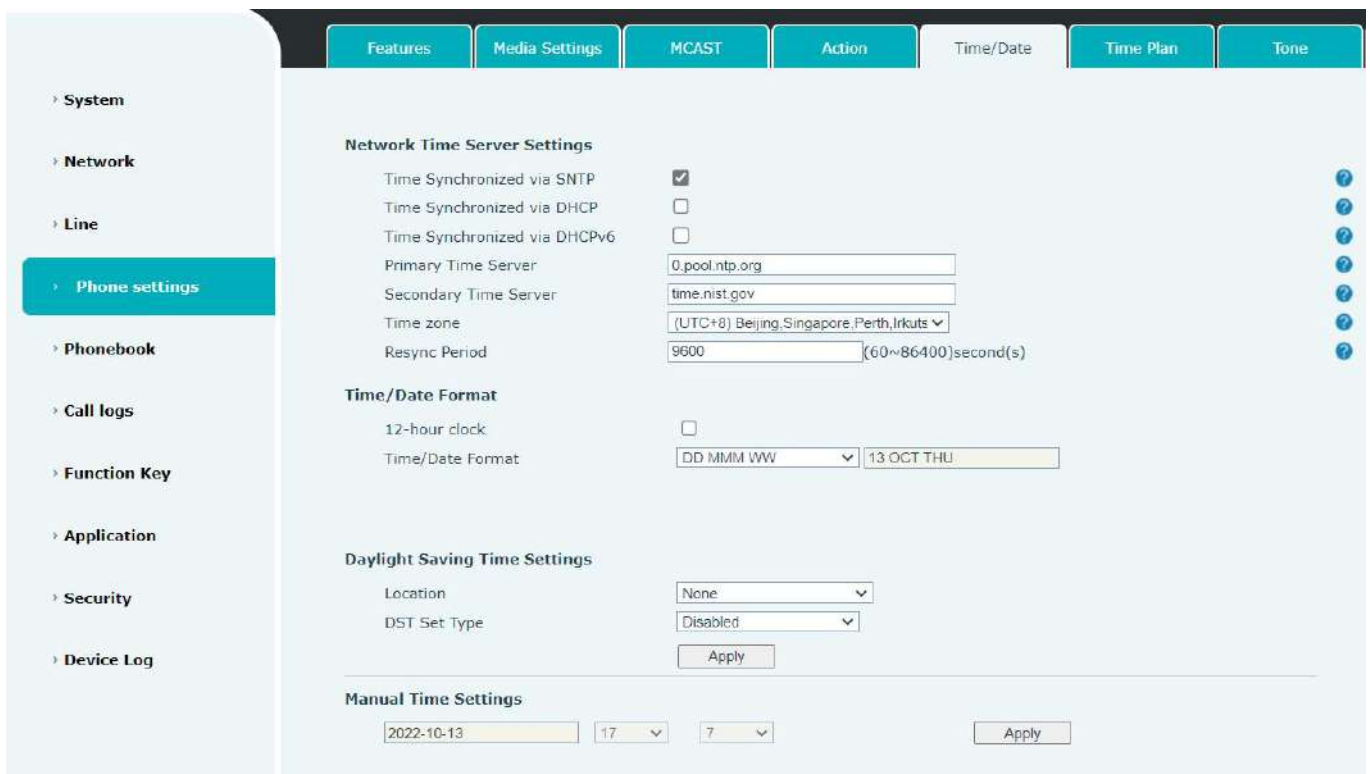 Features Media Settings MCAST Action Time/Date Time Plan Tone
System
Network
Line
Phone settings
Phonebook
Call logs
Function Key
Application
Security
Device Log
Network Time Server Settings
Time Synchronized via SNTP
Time Synchronized via DHCP
Time Synchronized via DHCPv6
Primary Time Server 0.pool.ntp.org
Secondary Time Server time.nist.gov
Time zone (UTC+8) Beijing,Singapore,Perth,Irkuts
Resync Period 9600 (60~86400)second(s)
Time/Date Format
12-hour clock
Time/Date Format DD MMM WW 13 OCT THU
Daylight Saving Time Settings
Location None
DST Set Type Disabled
Apply
Manual Time Settings
2022-10-13 17 7 Apply